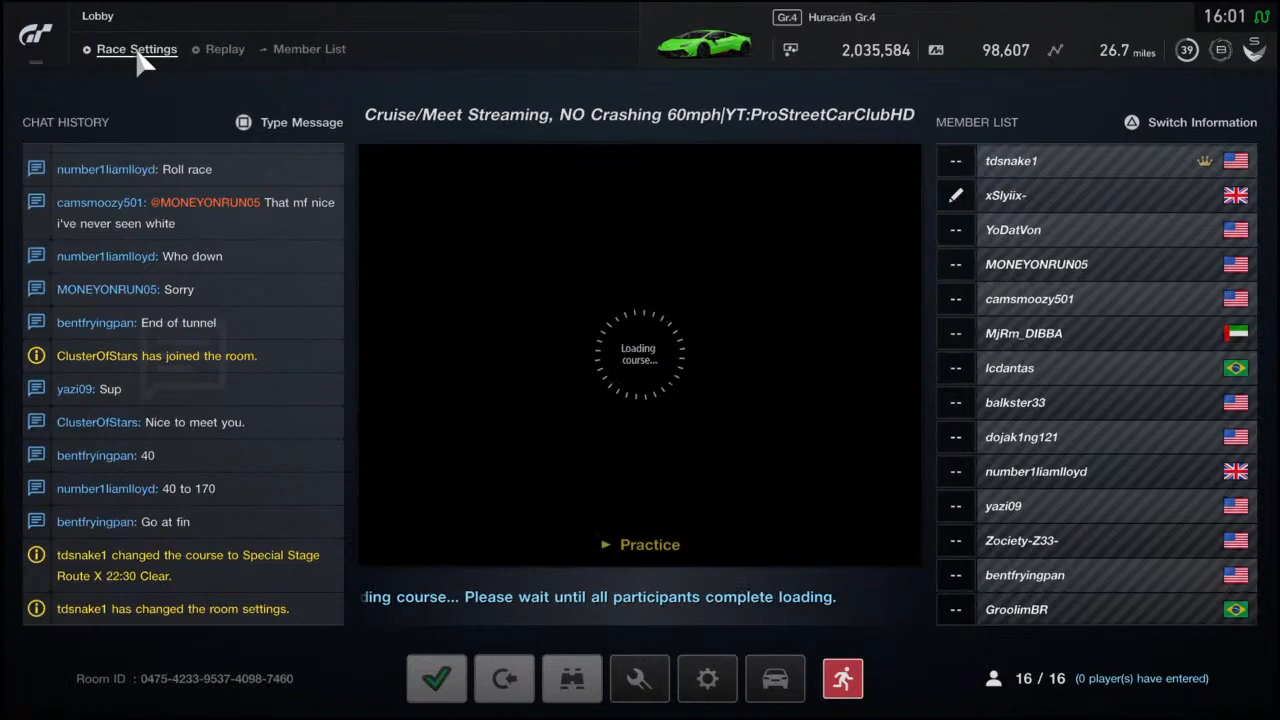 Lobby
Race Settings
Replay
Member List
Gr.4
Huracán Gr.4
2,035,584
98,607
26.7 miles
39
B
S
16:01
CHAT HISTORY
Type Message
number1liamlloyd: Roll race
camsmoozy501: @MONEYONRUN05 That mf nice
i've never seen white
number1liamlloyd: Who down
MONEYONRUN05: Sorry
bentfryingpan: End of tunnel
ClusterOfStars has joined the room.
yazi09: Sup
ClusterOfStars: Nice to meet you.
bentfryingpan: 40
number1liamlloyd: 40 to 170
bentfryingpan: Go at fin
tdsnake1 changed the course to Special Stage
Route X 22:30 Clear.
tdsnake1 has changed the room settings.
Cruise/Meet Streaming, NO Crashing 60mph|YT:ProStreetCarClubHD
Loading
course...
Practice
ding course... Please wait until all participants complete loading.
MEMBER LIST
Switch Information
-- tdsnake1
xSlyiix-
-- YoDatVon
-- MONEYONRUN05
-- camsmoozy501
-- MjRm_DIBBA
-- lcdantas
-- balkster33
-- dojak1ng121
-- number1liamlloyd
-- yazi09
-- Zociety-Z33-
-- bentfryingpan
-- GroolimBR
Room ID : 0475-4233-9537-4098-7460
16 / 16
(0 player(s) have entered)